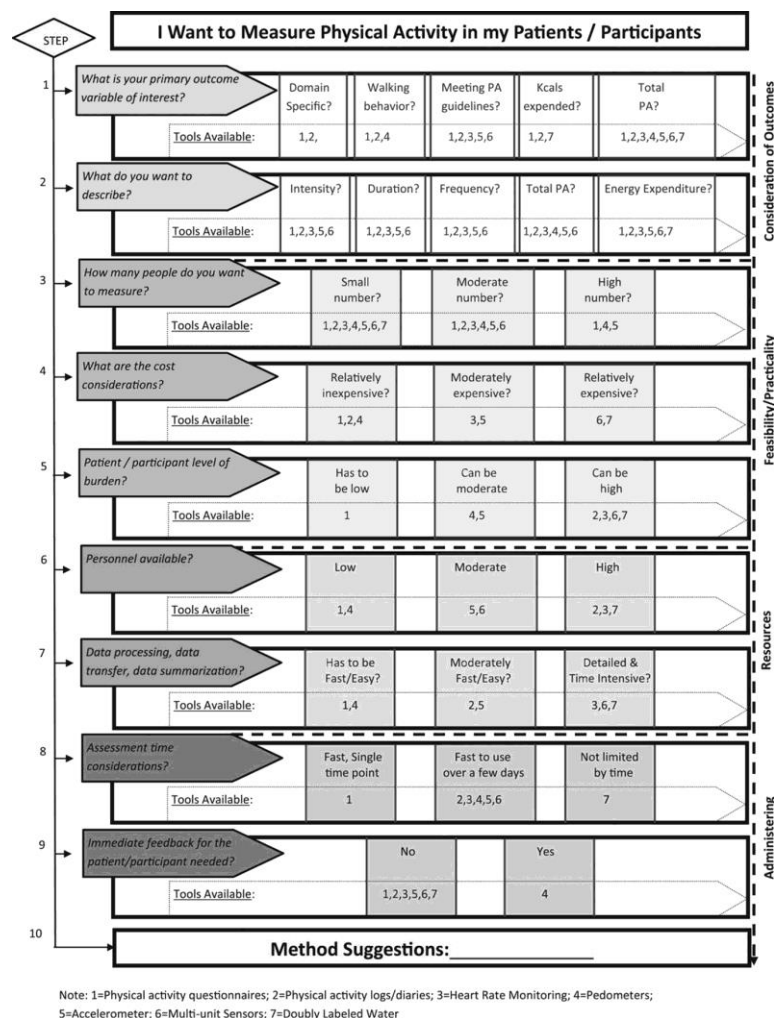 STEP
I Want to Measure Physical Activity in my Patients / Participants
1
What is your primary outcome
variable of interest?
Domain
Specific?
Walking
behavior?
Meeting PA
guidelines?
Kcals
expended?
Total
PA?
Tools Available:
1,2,
1,2,4
1,2,3,5,6
1,2,7
1,2,3,4,5,6,7
2
What do you want to
describe?
Intensity?
Duration?
Frequency?
Total PA?
Energy Expenditure?
Tools Available:
1,2,3,5,6
1,2,3,5,6
1,2,3,5,6
1,2,3,4,5,6
1,2,3,5,6,7
Consideration of Outcomes
3
How many people do you want
to measure?
Small
number?
Moderate
number?
High
number?
Tools Available:
1,2,3,4,5,6,7
1,2,3,4,5,6
1,4,5
4
What are the cost
considerations?
Relatively
inexpensive?
Moderately
expensive?
Relatively
expensive?
Tools Available:
1,2,4
3,5
6,7
5
Patient / participant level of
burden?
Has to
be low
Can be
moderate
Can be
high
Tools Available:
1
4,5
2,3,6,7
Feasibility/Practicality
6
Personnel available?
Low
Moderate
High
Tools Available:
1,4
5,6
2,3,7
7
Data processing, data
transfer, data summarization?
Has to be
Fast/Easy?
Moderately
Fast/Easy?
Detailed &
Time Intensive?
Tools Available:
1,4
2,5
3,6,7
Resources
8
Assessment time
considerations?
Fast, Single
time point
Fast to use
over a few days
Not limited
by time
Tools Available:
1
2,3,4,5,6
7
9
Immediate feedback for the
patient/participant needed?
No
Yes
Tools Available:
1,2,3,5,6,7
4
Administering
10
Method Suggestions:____________
Note: 1=Physical activity questionnaires; 2=Physical activity logs/diaries; 3=Heart Rate Monitoring; 4=Pedometers;
5=Accelerometer; 6=Multi-unit Sensors; 7=Doubly Labeled Water